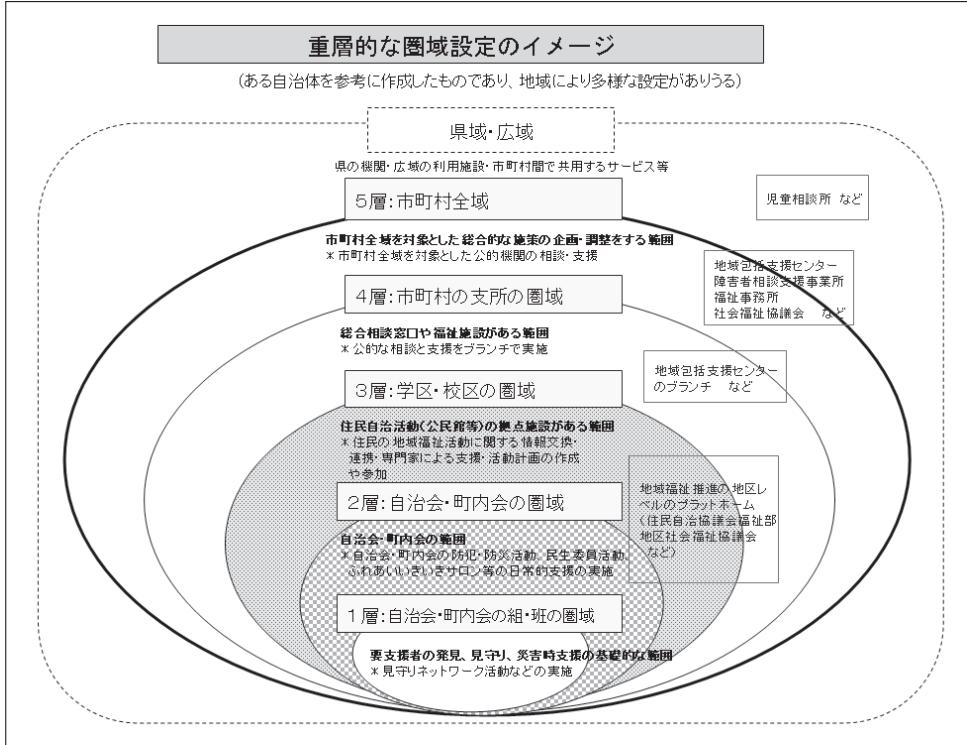 重層的な圏域設定のイメージ
(ある自治体を参考に作成したものであり、地域により多様な設定がありうる)
県域・広域
県の機関・広域の利用施設・市町村間で共用するサービス等
5層:市町村全域
児童相談所 など
市町村全域を対象とした総合的な施策の企画・調整をする範囲
*市町村全域を対象とした公的機関の相談・支援
地域包括支援センター
障害者相談支援事業所
福祉事務所
社会福祉協議会 など
4層:市町村の支所の圏域
総合相談窓口や福祉施設がある範囲
*公的な相談と支援をブランチで実施
地域包括支援センター
のブランチ など
3層:学区・校区の圏域
住民自治活動(公民館等)の拠点施設がある範囲
*住民の地域福祉活動に関する情報交換・
連携・専門家による支援・活動計画の作成
や参加
地域福祉推進の地区レ
ベルのプラットホーム
(住民自治協議会福祉部
地区社会福祉協議会
など)
2層:自治会・町内会の圏域
自治会・町内会の範囲
*自治会・町内会の防犯・防災活動、民生委員活動、
ふれあいいきいきサロン等の日常的支援の実施
1層:自治会・町内会の組・班の圏域
要支援者の発見、見守り、災害時支援の基礎的な範囲
*見守りネットワーク活動などの実施